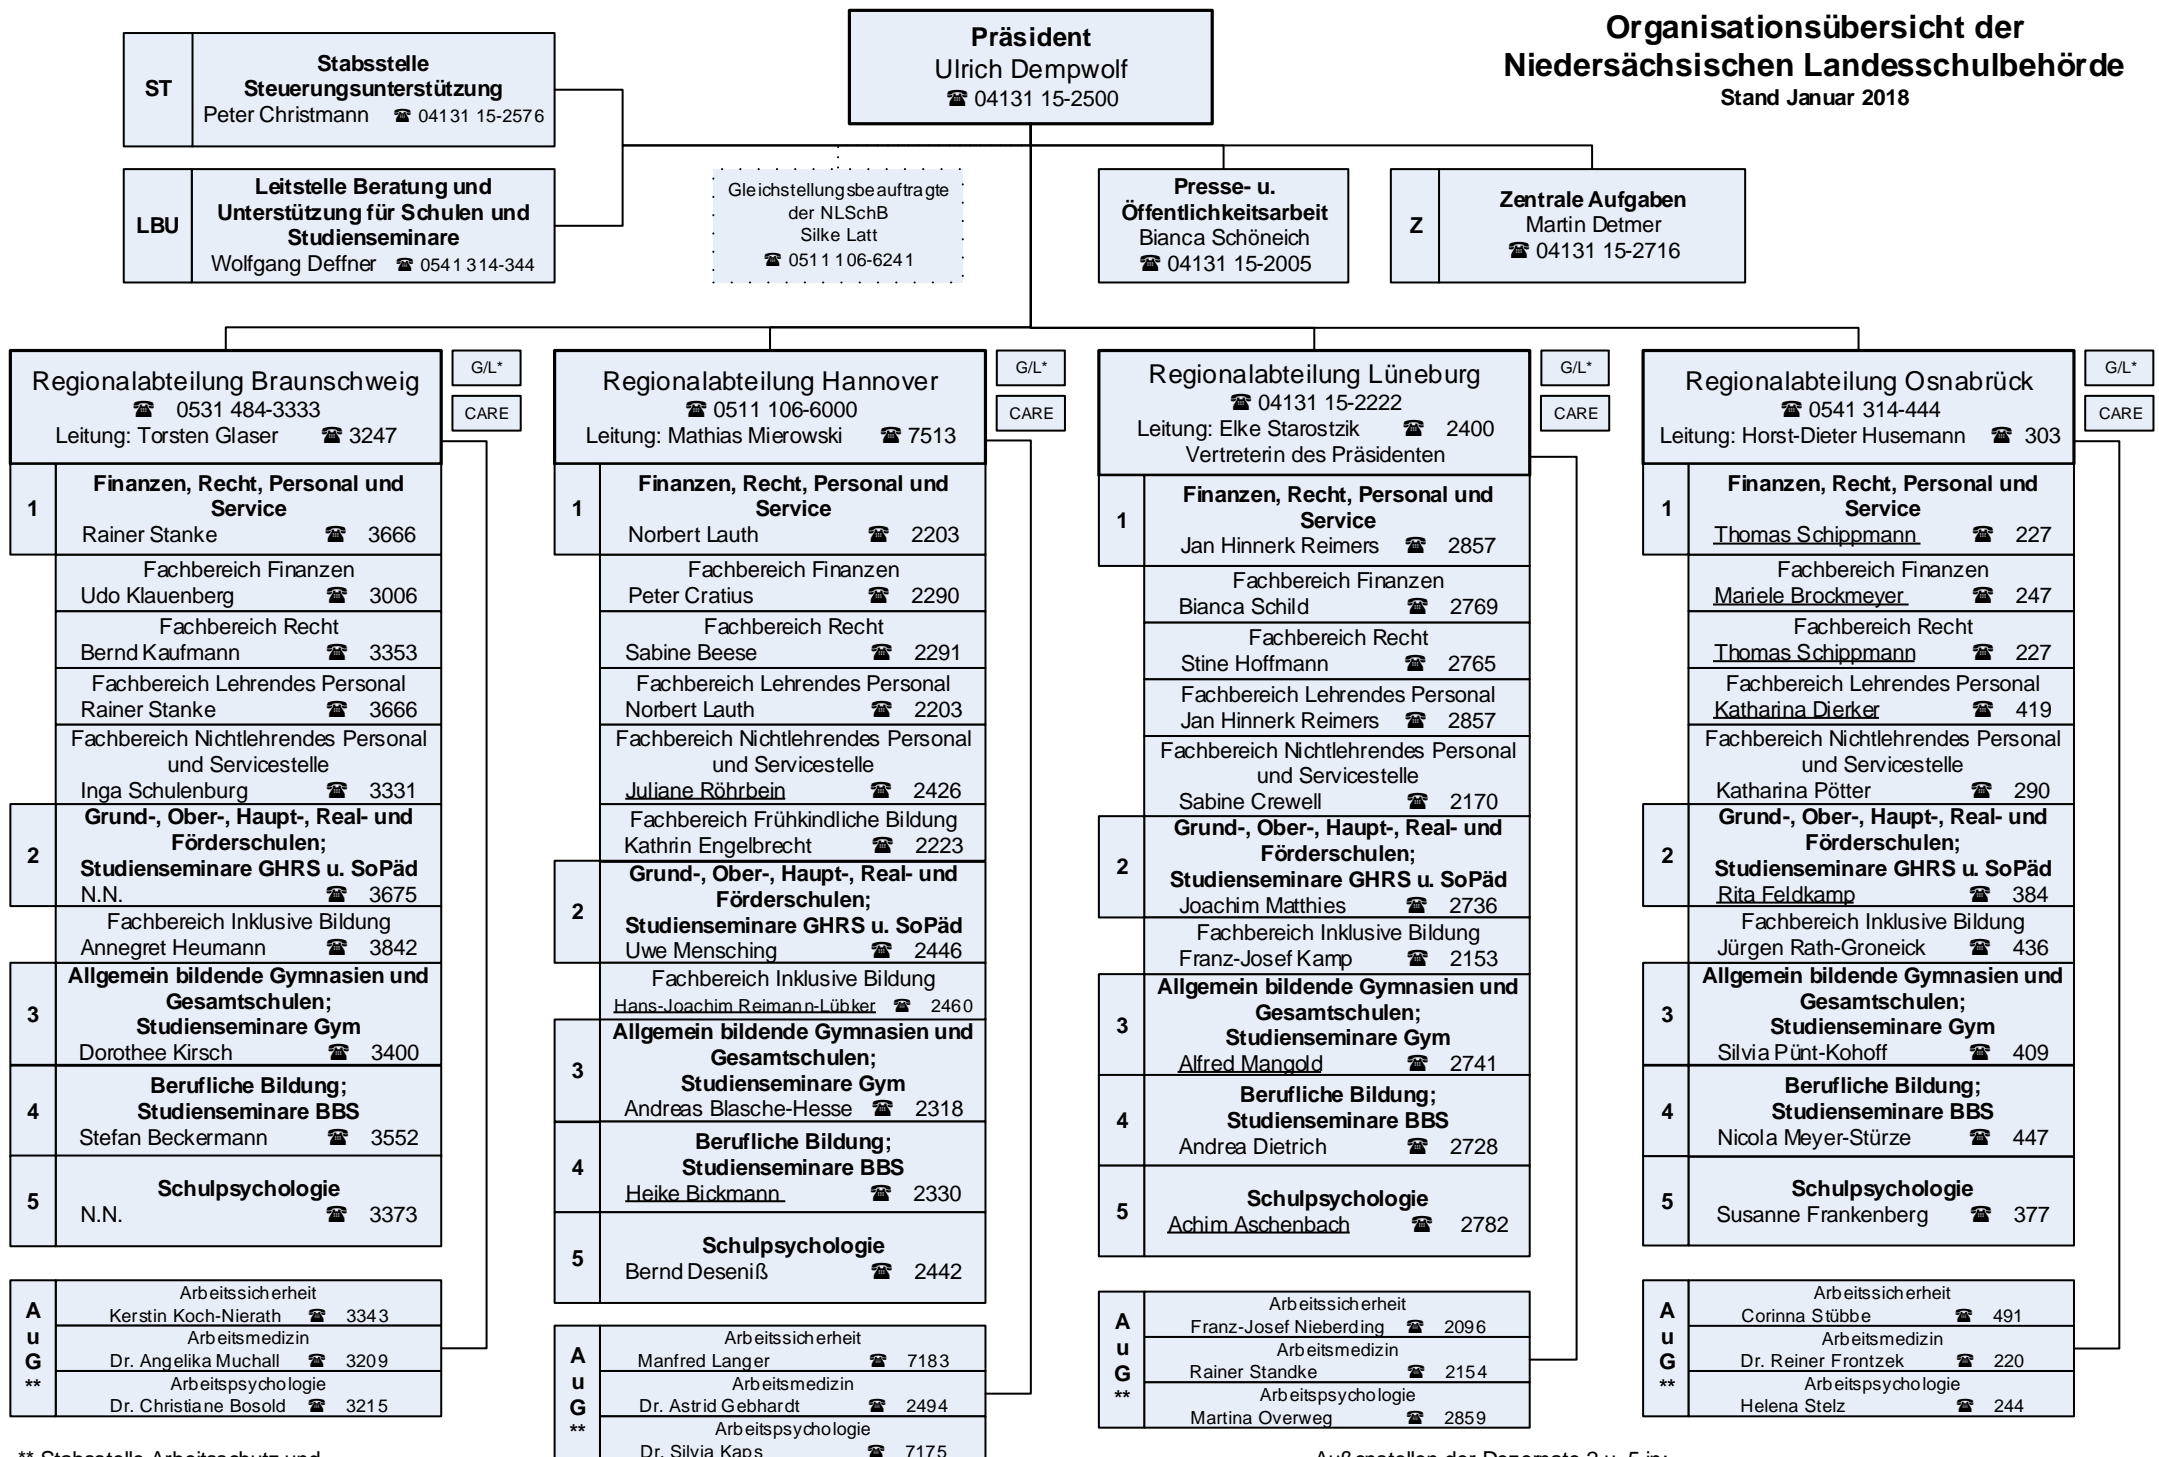 Organisationsübersicht der
Niedersächsischen Landesschulbehörde
Stand Januar 2018
Präsident
Ulrich Dempwolf
☎ 04131 15-2500
ST
Stabsstelle
Steuerungsunterstützung
Peter Christmann ☎ 04131 15-2576
LBU
Leitstelle Beratung und
Unterstützung für Schulen und
Studienseminare
Wolfgang Deffner ☎ 0541 314-344
Gleichstellungsbeauftragte
der NLSchB
Silke Latt
☎ 0511 106-6241
Presse- u.
Öffentlichkeitsarbeit
Bianca Schöneich
☎ 04131 15-2005
Z
Zentrale Aufgaben
Martin Detmer
☎ 04131 15-2716
Regionalabteilung Braunschweig
☎ 0531 484-3333
Leitung: Torsten Glaser ☎ 3247
G/L*
CARE
1
Finanzen, Recht, Personal und
Service
Rainer Stanke ☎ 3666
Fachbereich Finanzen
Udo Klauenberg ☎ 3006
Fachbereich Recht
Bernd Kaufmann ☎ 3353
Fachbereich Lehrendes Personal
Rainer Stanke ☎ 3666
Fachbereich Nichtlehrendes Personal
und Servicestelle
Inga Schulenburg ☎ 3331
2
Grund-, Ober-, Haupt-, Real- und
Förderschulen;
Studienseminare GHRS u. SoPäd
N.N. ☎ 3675
Fachbereich Inklusive Bildung
Annegret Heumann ☎ 3842
3
Allgemein bildende Gymnasien und
Gesamtschulen;
Studienseminare Gym
Dorothee Kirsch ☎ 3400
4
Berufliche Bildung;
Studienseminare BBS
Stefan Beckermann ☎ 3552
5
Schulpsychologie
N.N. ☎ 3373
A
u
G
**
Arbeitssicherheit
Kerstin Koch-Nierath ☎ 3343
Arbeitsmedizin
Dr. Angelika Muchall ☎ 3209
Arbeitspsychologie
Dr. Christiane Bosold ☎ 3215
Regionalabteilung Hannover
☎ 0511 106-6000
Leitung: Mathias Mierowski ☎ 7513
G/L*
CARE
1
Finanzen, Recht, Personal und
Service
Norbert Lauth ☎ 2203
Fachbereich Finanzen
Peter Cratius ☎ 2290
Fachbereich Recht
Sabine Beese ☎ 2291
Fachbereich Lehrendes Personal
Norbert Lauth ☎ 2203
Fachbereich Nichtlehrendes Personal
und Servicestelle
Juliane Röhrbein ☎ 2426
Fachbereich Frühkindliche Bildung
Kathrin Engelbrecht ☎ 2223
2
Grund-, Ober-, Haupt-, Real- und
Förderschulen;
Studienseminare GHRS u. SoPäd
Uwe Mensching ☎ 2446
Fachbereich Inklusive Bildung
Hans-Joachim Reimann-Lübker ☎ 2460
3
Allgemein bildende Gymnasien und
Gesamtschulen;
Studienseminare Gym
Andreas Blasche-Hesse ☎ 2318
4
Berufliche Bildung;
Studienseminare BBS
Heike Bickmann ☎ 2330
5
Schulpsychologie
Bernd Deseniß ☎ 2442
A
u
G
**
Arbeitssicherheit
Manfred Langer ☎ 7183
Arbeitsmedizin
Dr. Astrid Gebhardt ☎ 2494
Arbeitspsychologie
Dr. Silvia Kaps ☎ 7175
Regionalabteilung Lüneburg
☎ 04131 15-2222
Leitung: Elke Starostzik ☎ 2400
Vertreterin des Präsidenten
G/L*
CARE
1
Finanzen, Recht, Personal und
Service
Jan Hinnerk Reimers ☎ 2857
Fachbereich Finanzen
Bianca Schild ☎ 2769
Fachbereich Recht
Stine Hoffmann ☎ 2765
Fachbereich Lehrendes Personal
Jan Hinnerk Reimers ☎ 2857
Fachbereich Nichtlehrendes Personal
und Servicestelle
Sabine Crewell ☎ 2170
2
Grund-, Ober-, Haupt-, Real- und
Förderschulen;
Studienseminare GHRS u. SoPäd
Joachim Matthies ☎ 2736
Fachbereich Inklusive Bildung
Franz-Josef Kamp ☎ 2153
3
Allgemein bildende Gymnasien und
Gesamtschulen;
Studienseminare Gym
Alfred Mangold ☎ 2741
4
Berufliche Bildung;
Studienseminare BBS
Andrea Dietrich ☎ 2728
5
Schulpsychologie
Achim Aschenbach ☎ 2782
A
u
G
**
Arbeitssicherheit
Franz-Josef Nieberding ☎ 2096
Arbeitsmedizin
Rainer Standke ☎ 2154
Arbeitspsychologie
Martina Overweg ☎ 2859
Regionalabteilung Osnabrück
☎ 0541 314-444
Leitung: Horst-Dieter Husemann ☎ 303
G/L*
CARE
1
Finanzen, Recht, Personal und
Service
Thomas Schippmann ☎ 227
Fachbereich Finanzen
Mariele Brockmeyer ☎ 247
Fachbereich Recht
Thomas Schippmann ☎ 227
Fachbereich Lehrendes Personal
Katharina Dierker ☎ 419
Fachbereich Nichtlehrendes Personal
und Servicestelle
Katharina Pötter ☎ 290
2
Grund-, Ober-, Haupt-, Real- und
Förderschulen;
Studienseminare GHRS u. SoPäd
Rita Feldkamp ☎ 384
Fachbereich Inklusive Bildung
Jürgen Rath-Groneick ☎ 436
3
Allgemein bildende Gymnasien und
Gesamtschulen;
Studienseminare Gym
Silvia Pünt-Kohoff ☎ 409
4
Berufliche Bildung;
Studienseminare BBS
Nicola Meyer-Stürze ☎ 447
5
Schulpsychologie
Susanne Frankenberg ☎ 377
A
u
G
**
Arbeitssicherheit
Corinna Stübbe ☎ 491
Arbeitsmedizin
Dr. Reiner Frontzek ☎ 220
Arbeitspsychologie
Helena Stelz ☎ 244
** Stabsstelle Arbeitsschutz und
Außenstellen der Dezernate 2 u. 5 in: